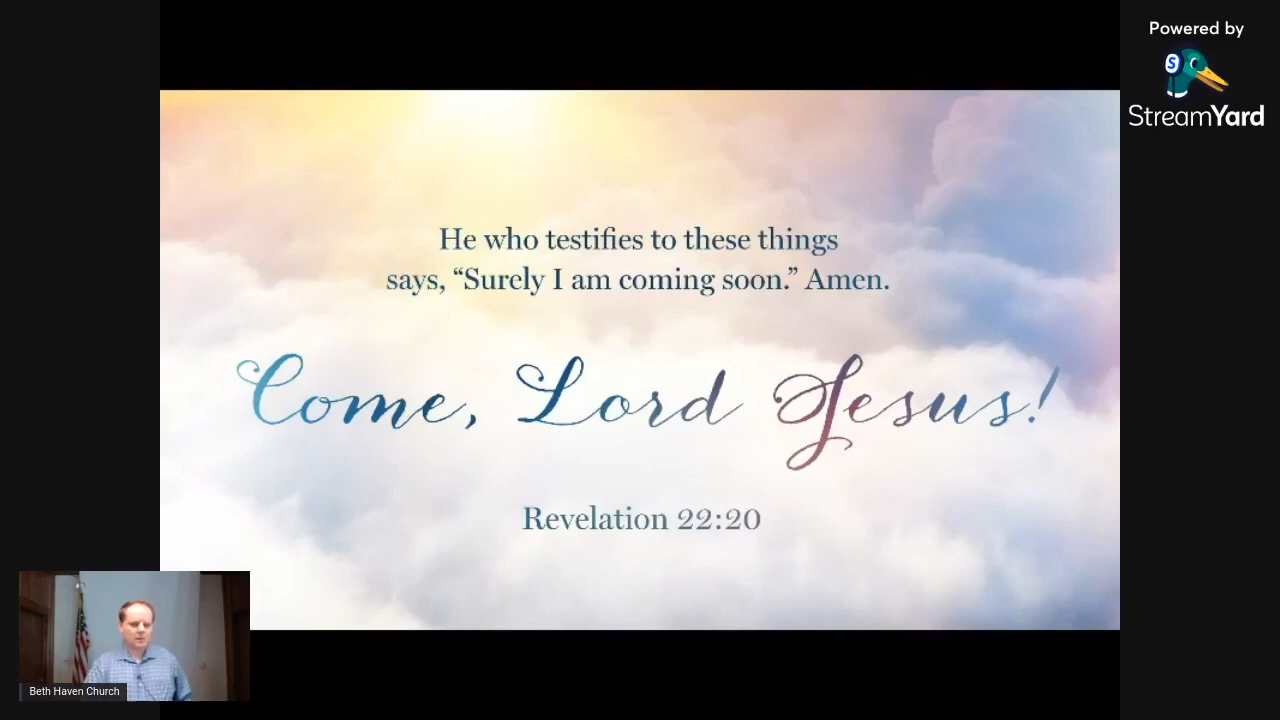 Powered by
S
StreamYard
He who testifies to these things
says, “Surely I am coming soon.” Amen.
Come, Lord Jesus!
Revelation 22:20
Beth Haven Church